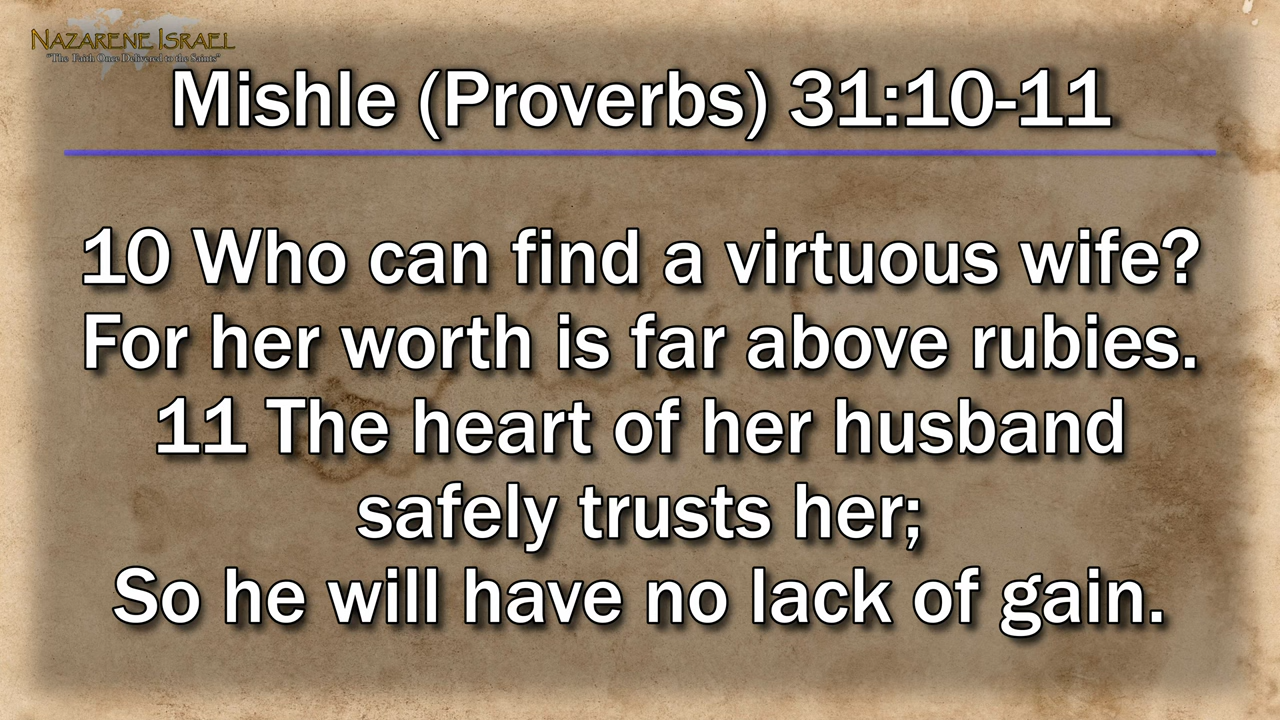 NAZARENE ISRAEL
"The Faith Once Delivered to the Saints"
Mishle (Proverbs) 31:10-11
10 Who can find a virtuous wife?
For her worth is far above rubies.
11 The heart of her husband
safely trusts her;
So he will have no lack of gain.